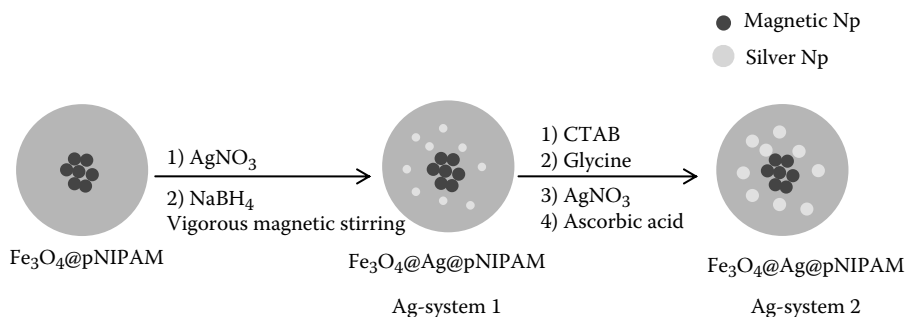 Magnetic Np
Silver Np
1) AgNO₃
2) NaBH₄
Vigorous magnetic stirring
1) CTAB
2) Glycine
3) AgNO₃
4) Ascorbic acid
Fe₃O₄@pNIPAM
Fe₃O₄@Ag@pNIPAM
Ag-system 1
Fe₃O₄@Ag@pNIPAM
Ag-system 2